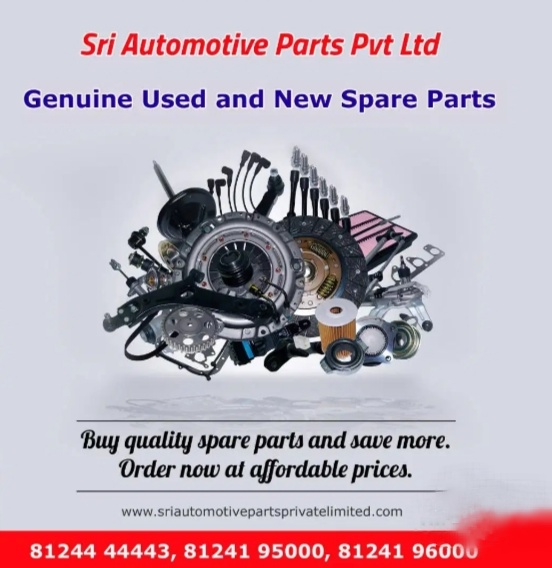 Sri Automotive Parts Pvt Ltd
Genuine Used and New Spare Parts
Buy quality spare parts and save more.
Order now at affordable prices.
www.sriautomotivepartsprivatelimited.com
81244 44443, 81241 95000, 81241 96000